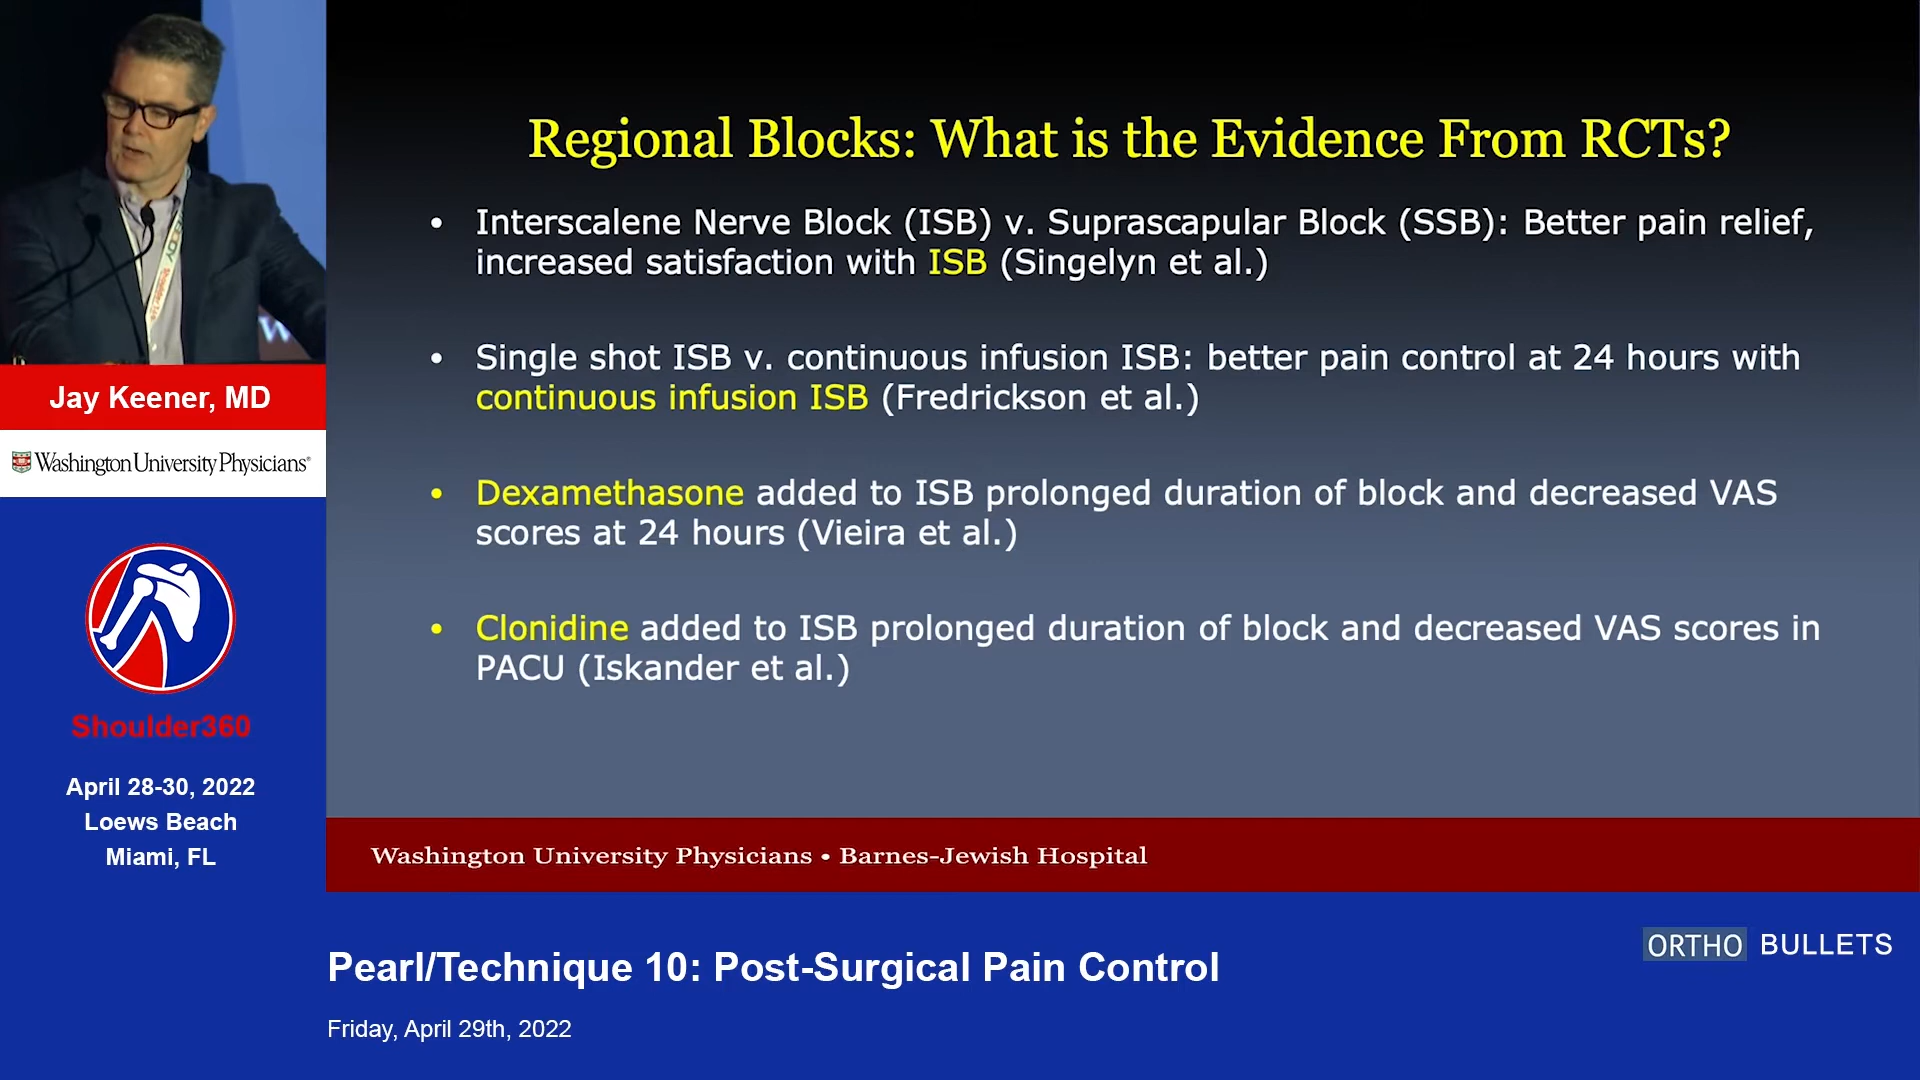 Regional Blocks: What is the Evidence From RCTs?
• Interscalene Nerve Block (ISB) v. Suprascapular Block (SSB): Better pain relief,
increased satisfaction with ISB (Singelyn et al.)
• Single shot ISB v. continuous infusion ISB: better pain control at 24 hours with
continuous infusion ISB (Fredrickson et al.)
• Dexamethasone added to ISB prolonged duration of block and decreased VAS
scores at 24 hours (Vieira et al.)
• Clonidine added to ISB prolonged duration of block and decreased VAS scores in
PACU (Iskander et al.)
Washington University Physicians • Barnes-Jewish Hospital
Jay Keener, MD
Washington University Physicians®
Shoulder360
April 28-30, 2022
Loews Beach
Miami, FL
Pearl/Technique 10: Post-Surgical Pain Control
Friday, April 29th, 2022
ORTHO BULLETS